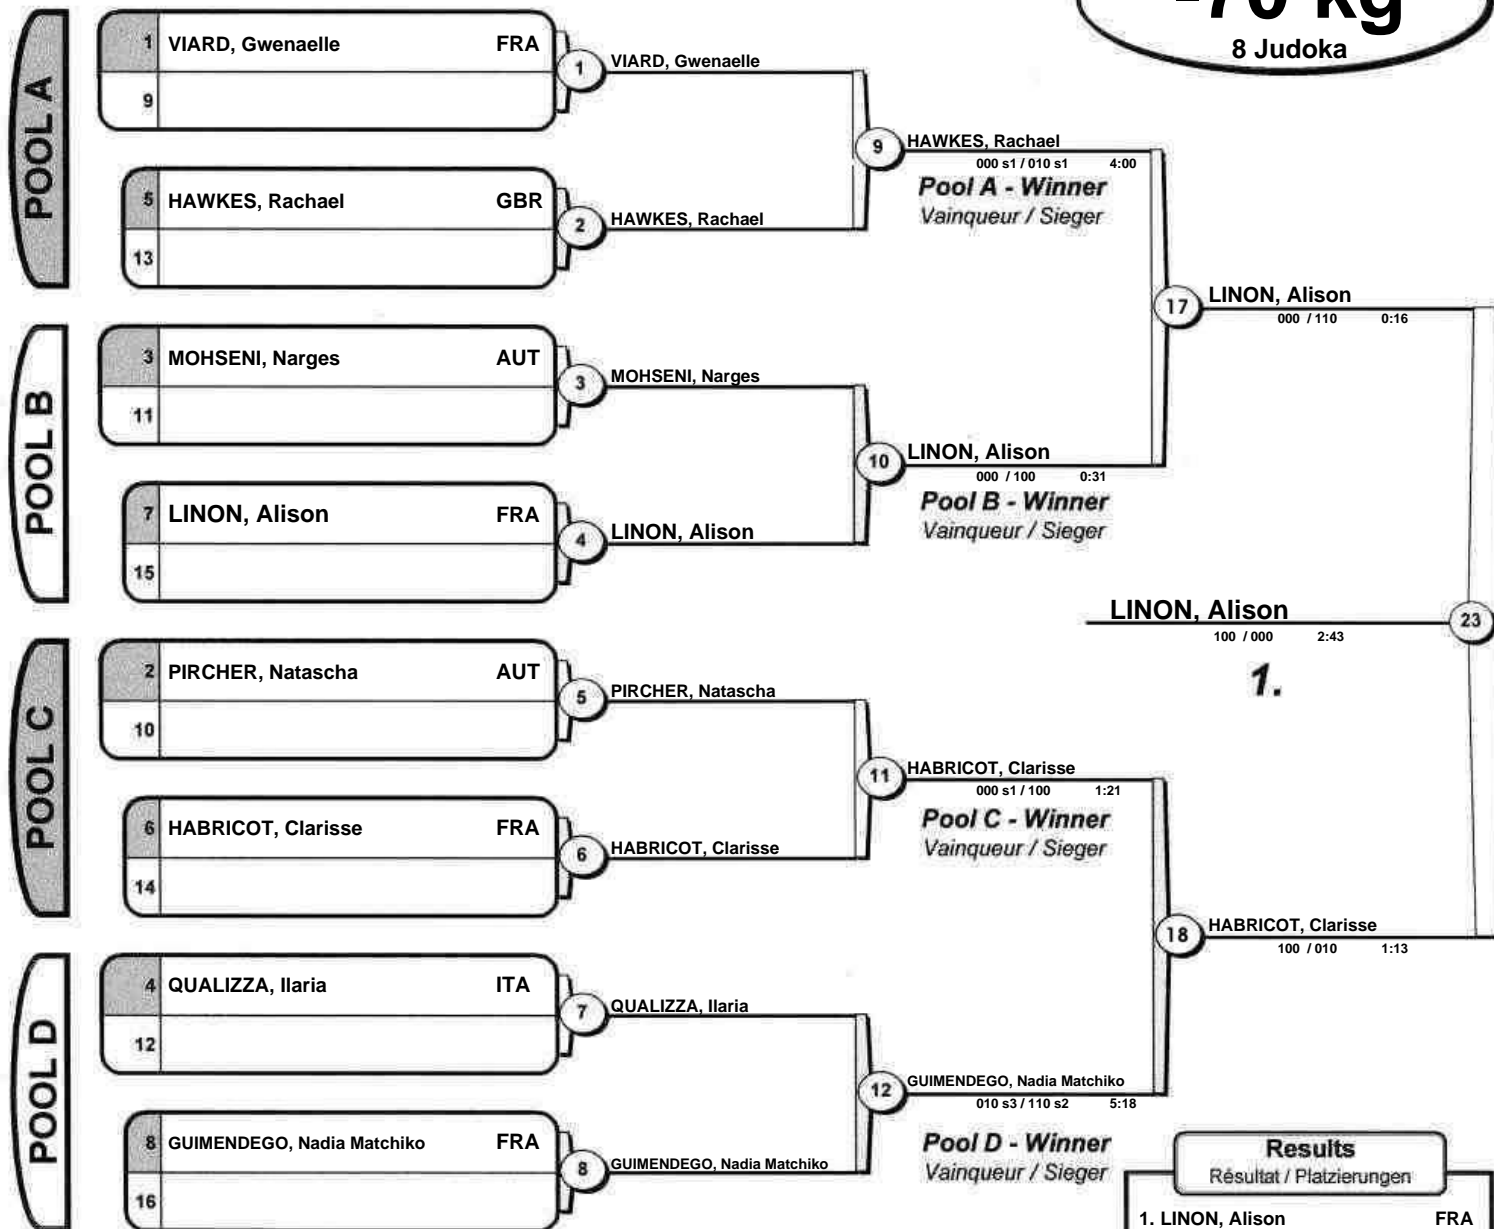 -70 kg
8 Judoka
POOL A
1 VIARD, Gwenaelle FRA
9
5 HAWKES, Rachael GBR
13
1 VIARD, Gwenaelle
2 HAWKES, Rachael
9 HAWKES, Rachael
000 s1 / 010 s1 4:00
Pool A - Winner
Vainqueur / Sieger
POOL B
3 MOHSENI, Narges AUT
11
7 LINON, Alison FRA
15
3 MOHSENI, Narges
4 LINON, Alison
10 LINON, Alison
000 / 100 0:31
Pool B - Winner
Vainqueur / Sieger
17 LINON, Alison
000 / 110 0:16
LINON, Alison 23
100 / 000 2:43
1.
POOL C
2 PIRCHER, Natascha AUT
10
6 HABRICOT, Clarisse FRA
14
5 PIRCHER, Natascha
6 HABRICOT, Clarisse
11 HABRICOT, Clarisse
000 s1 / 100 1:21
Pool C - Winner
Vainqueur / Sieger
POOL D
4 QUALIZZA, Ilaria ITA
12
8 GUIMENDEGO, Nadia Matchiko FRA
16
7 QUALIZZA, Ilaria
8 GUIMENDEGO, Nadia Matchiko
12 GUIMENDEGO, Nadia Matchiko
010 s3 / 110 s2 5:18
Pool D - Winner
Vainqueur / Sieger
18 HABRICOT, Clarisse
100 / 010 1:13
Results
Résultat / Platzierungen
1. LINON, Alison FRA